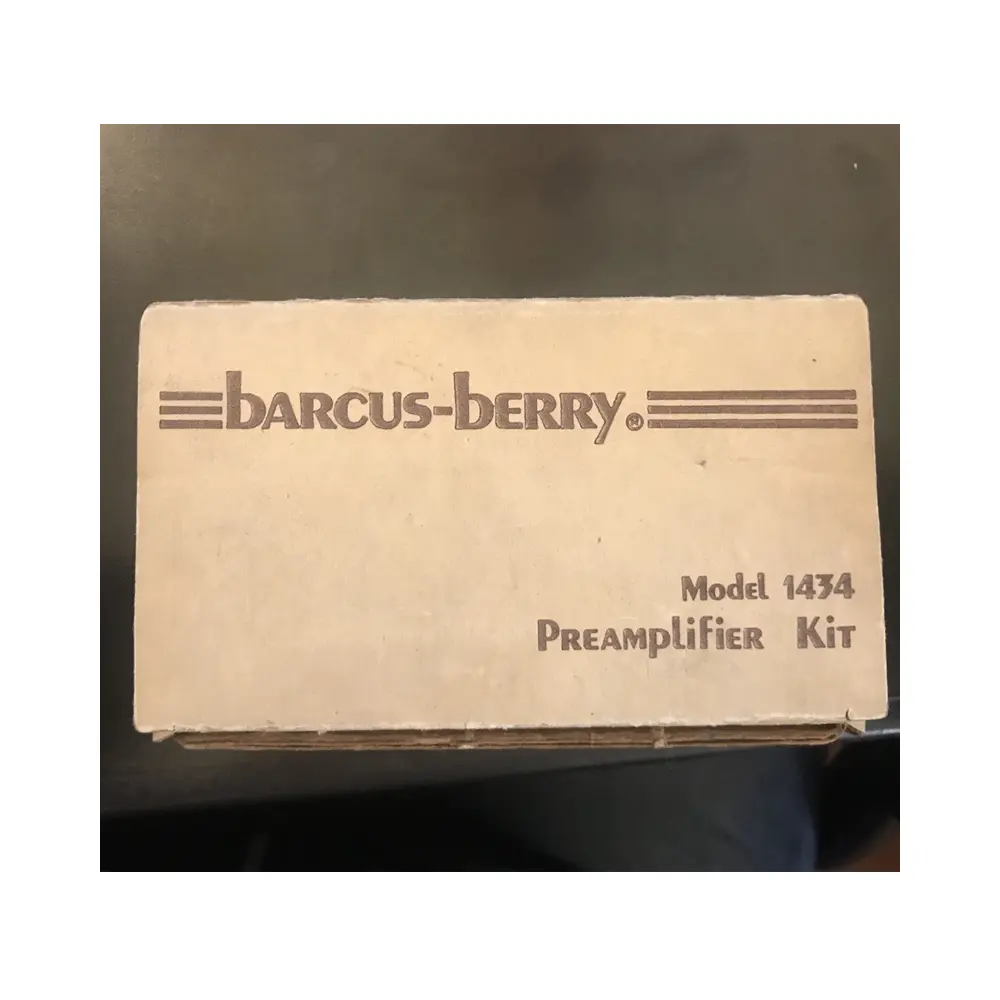 bARCUS-bERRY®
Model 1434
PREAMplifiER Kit